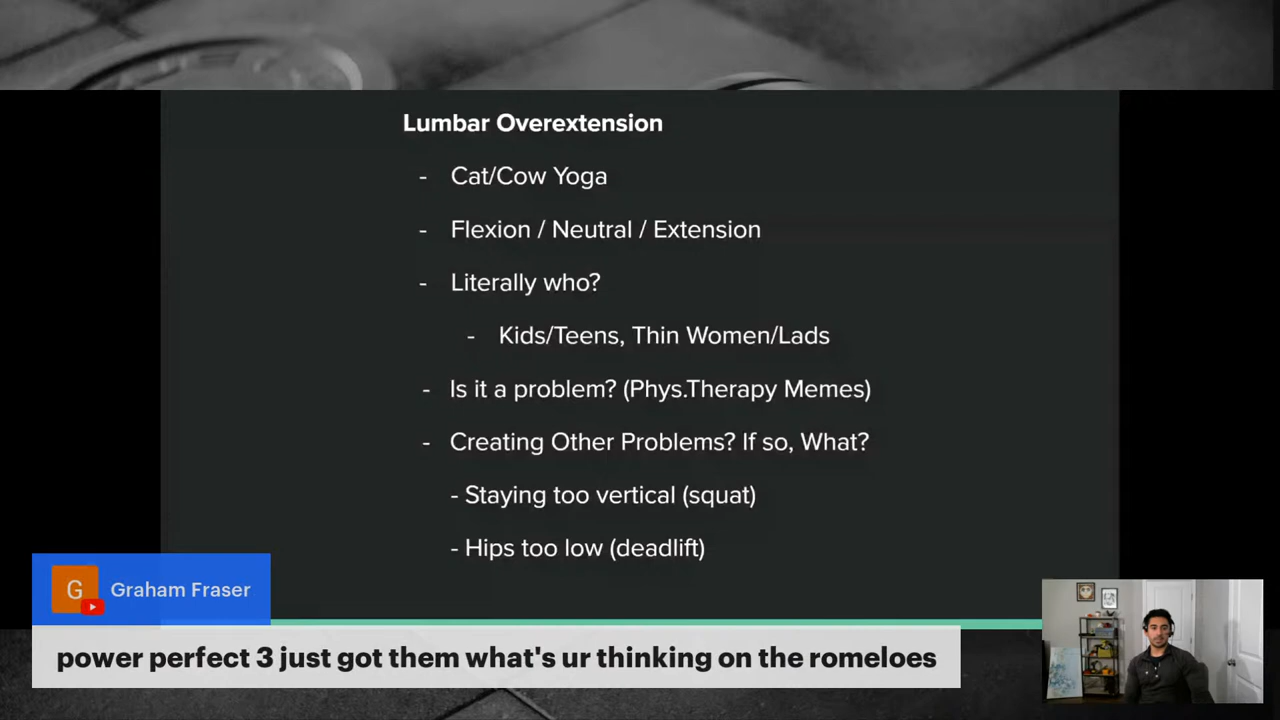 Lumbar Overextension
- Cat/Cow Yoga
- Flexion / Neutral / Extension
- Literally who?
- Kids/Teens, Thin Women/Lads
- Is it a problem? (Phys.Therapy Memes)
- Creating Other Problems? If so, What?
- Staying too vertical (squat)
- Hips too low (deadlift)
G
Graham Fraser
power perfect 3 just got them what's ur thinking on the romeloes